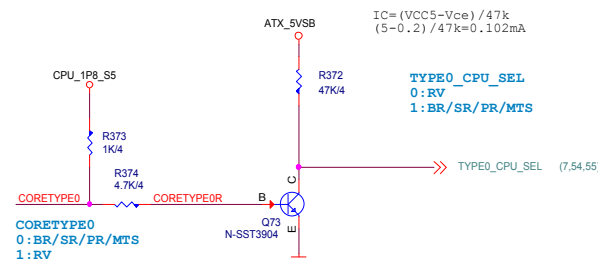 IC=(VCC5-Vce)/47k
(5-0.2)/47k=0.102mA
ATX_5VSB
CPU_1P8_S5
R372
47K/4
TYPE0_CPU_SEL
0:RV
1:BR/SR/PR/MTS
R373
1K/4
R374
4.7K/4
C
TYPE0_CPU_SEL (7,54,55)
CORETYPE0
CORETYPE0R
B
Q73
N-SST3904
E
CORETYPE0
0:BR/SR/PR/MTS
1:RV